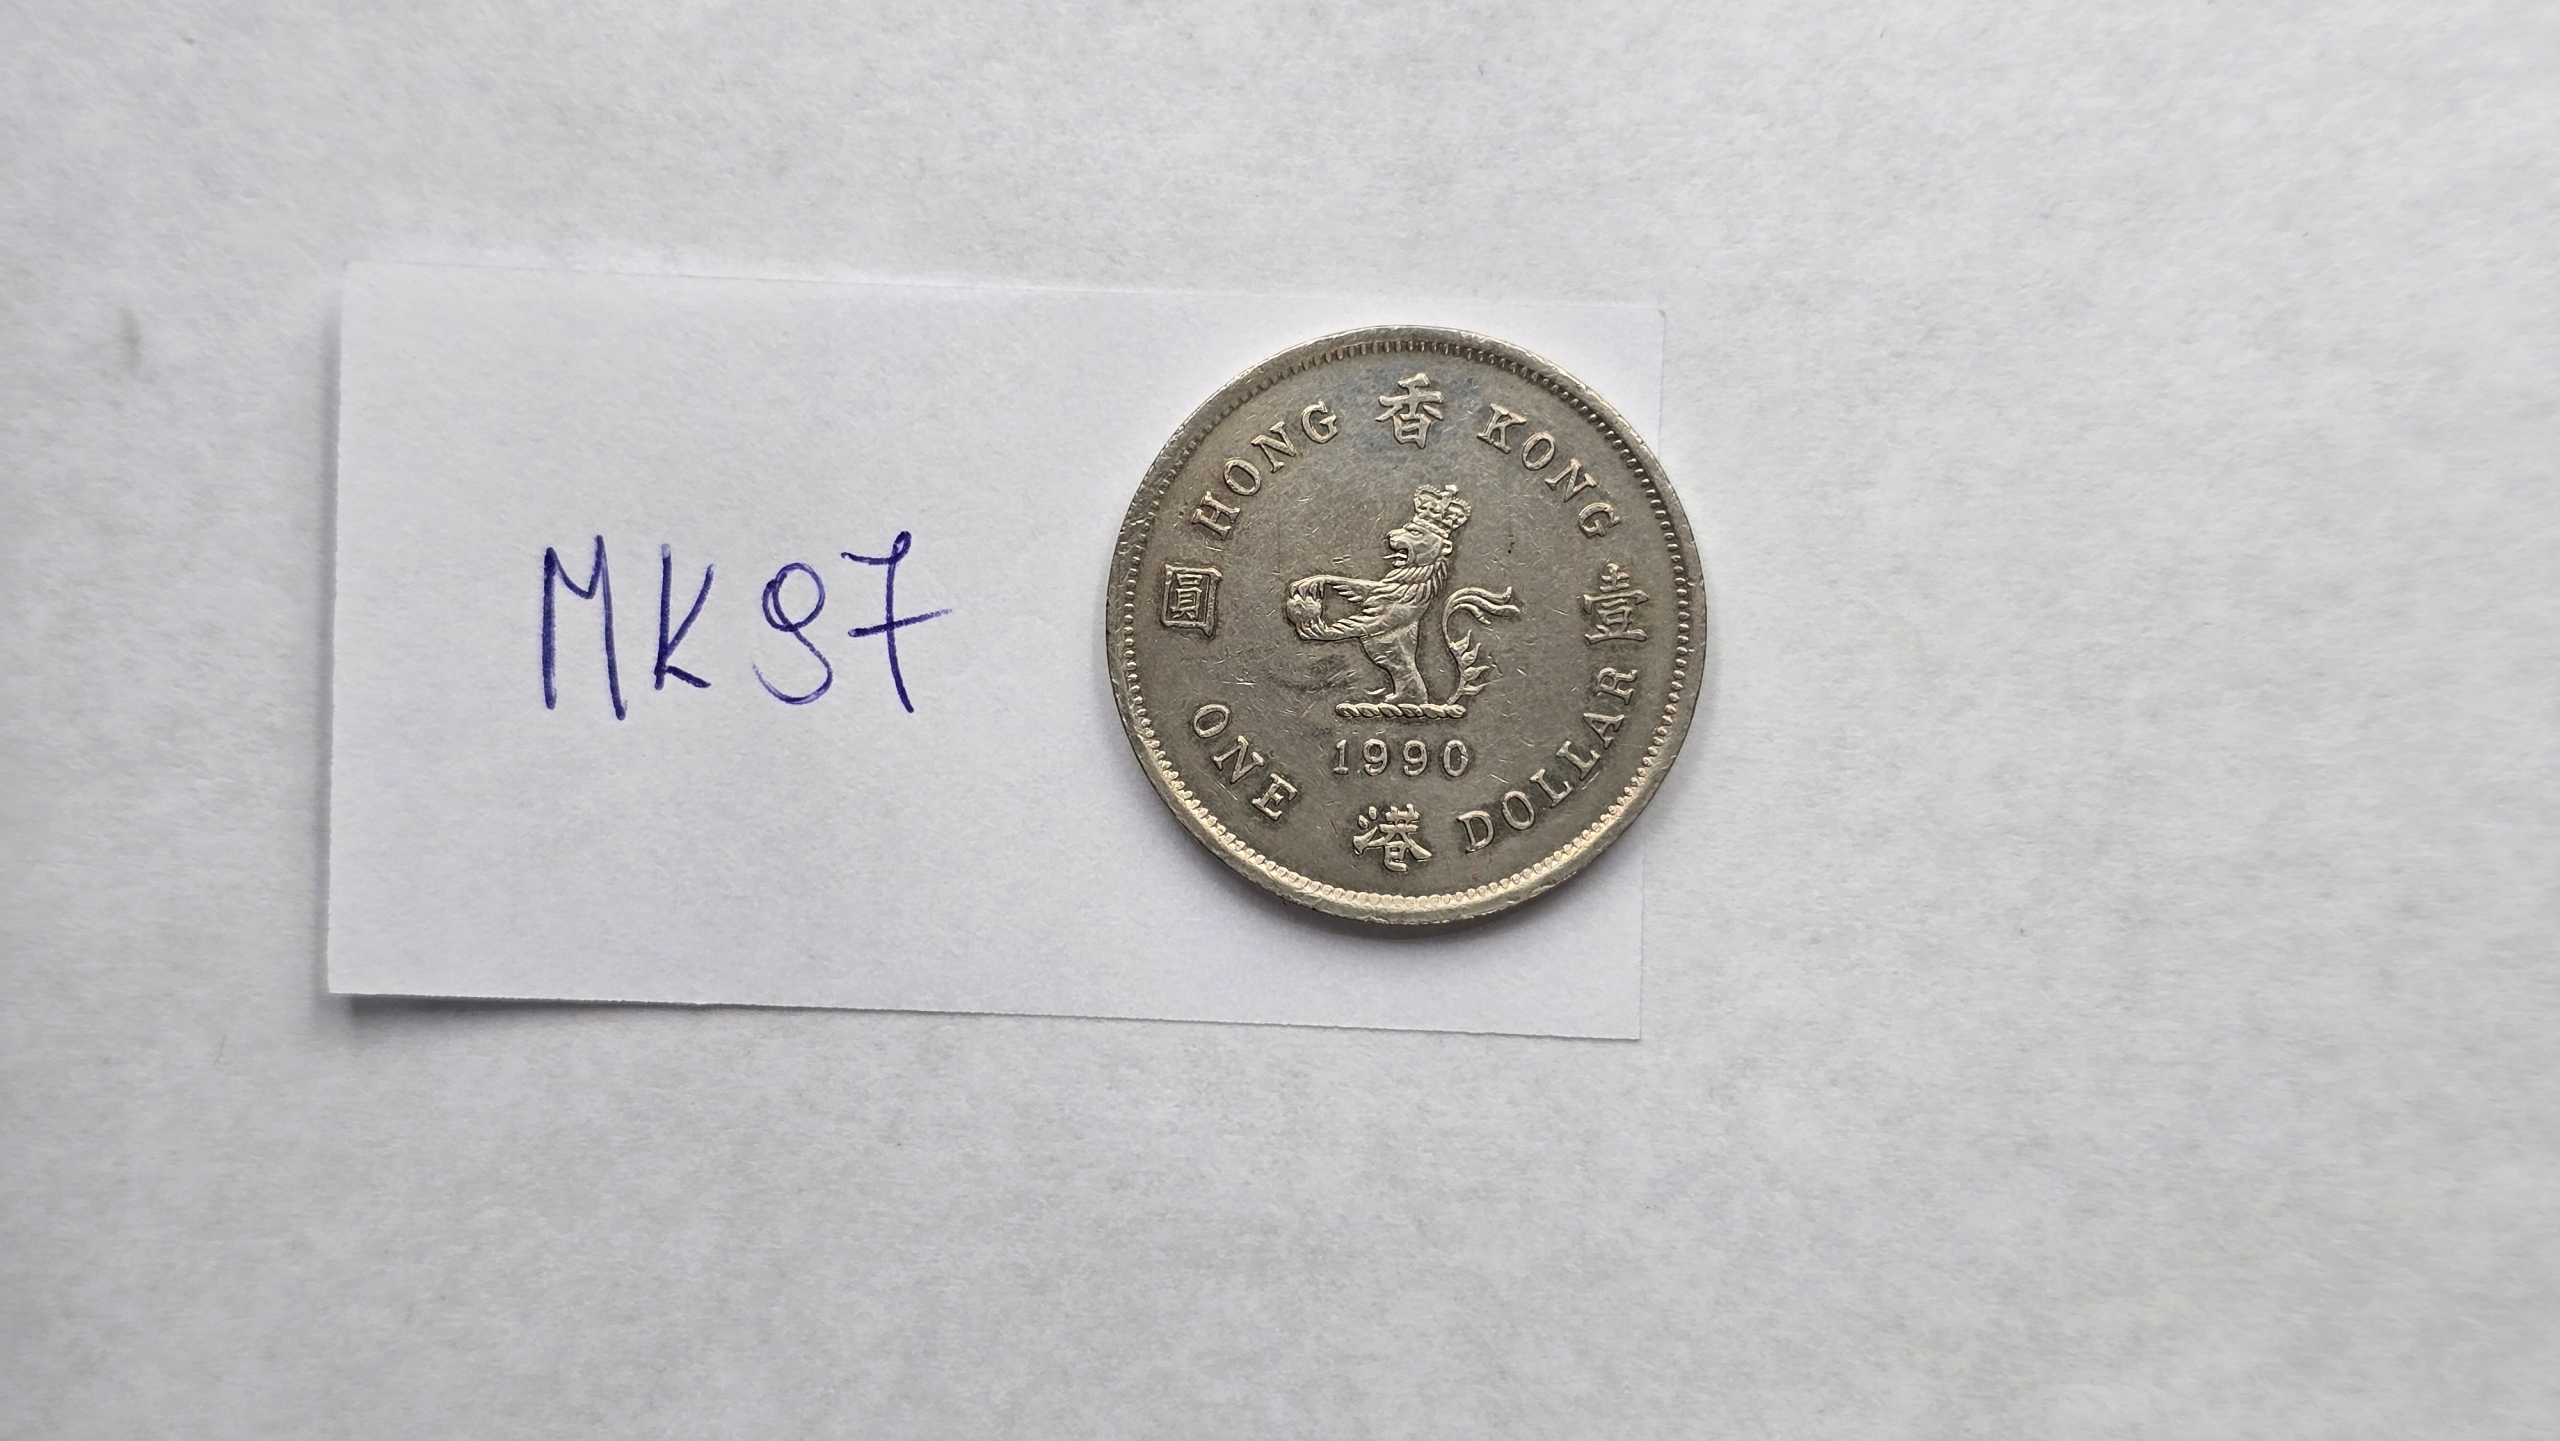 MK97
HONG 香 KONG
圓 壹
1990
ONE 港 DOLLAR